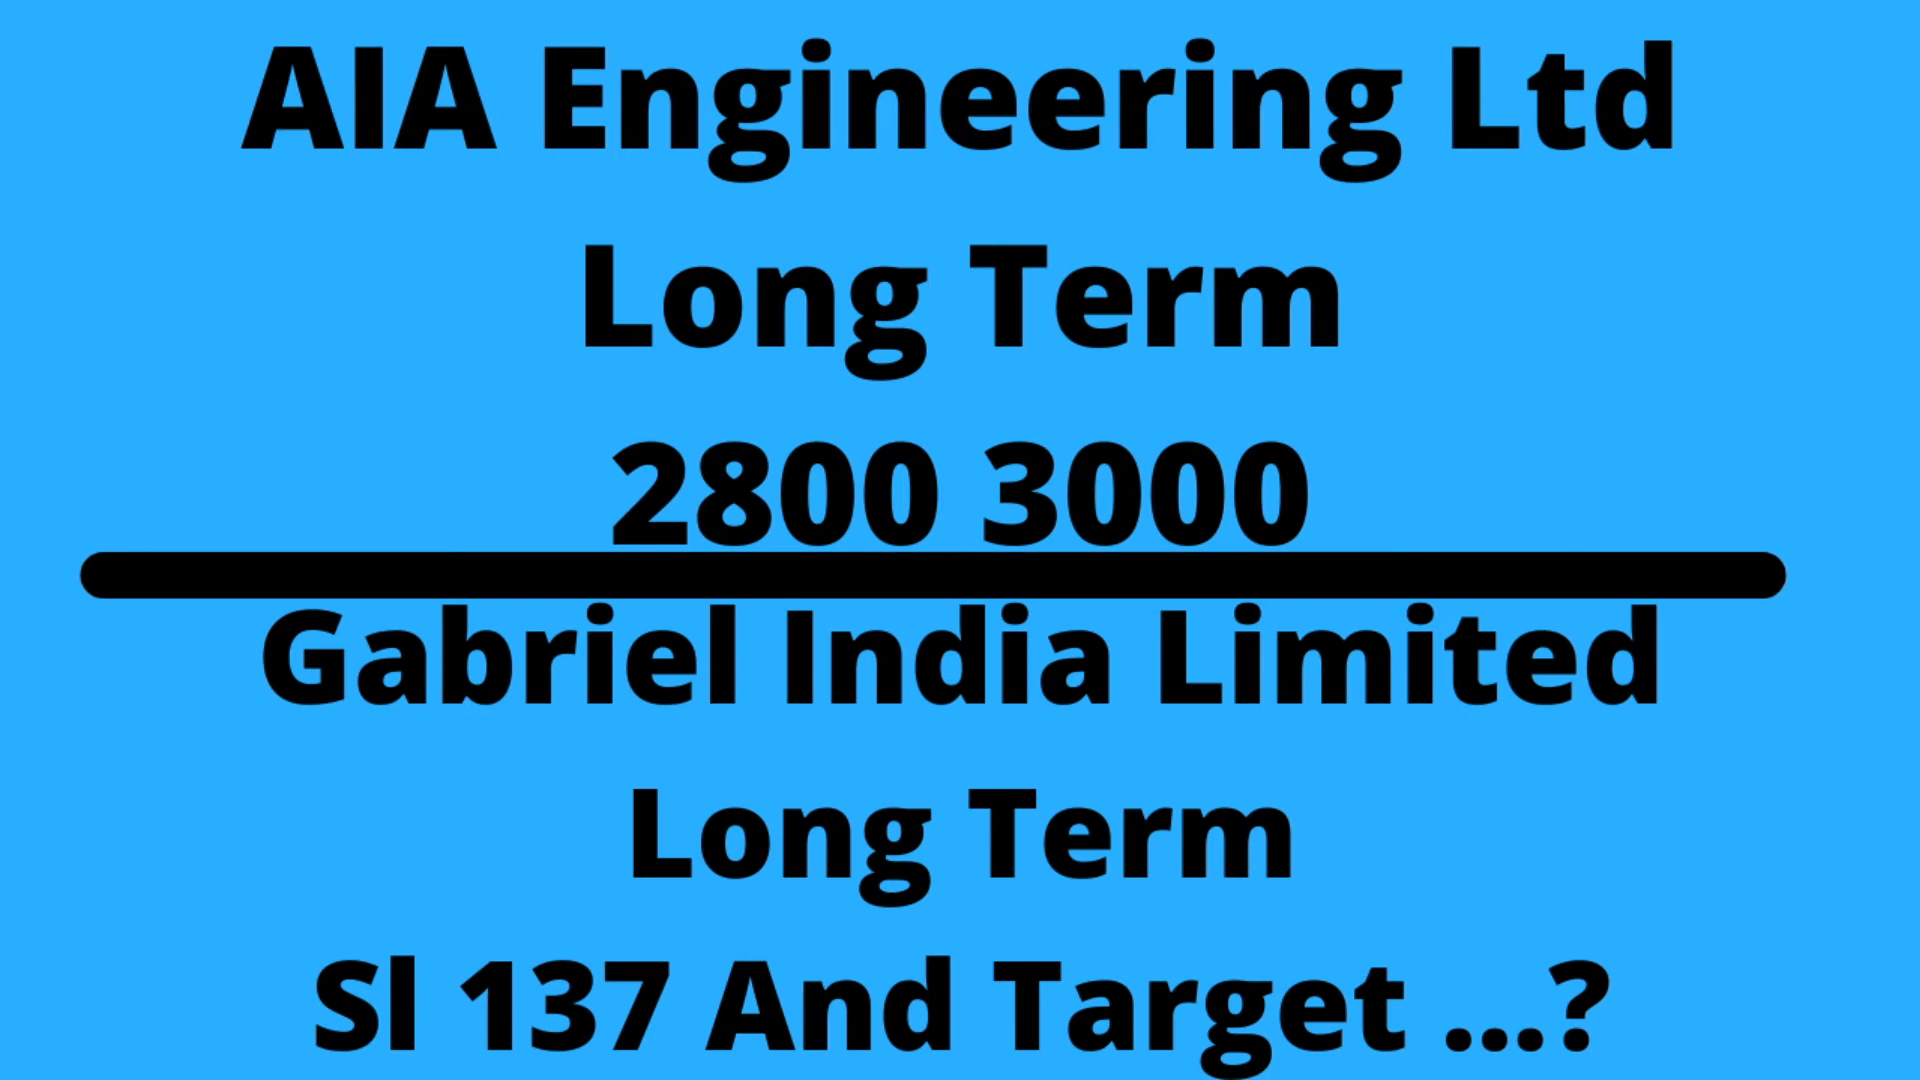 AIA Engineering Ltd
Long Term
2800 3000
Gabriel India Limited
Long Term
Sl 137 And Target ...?